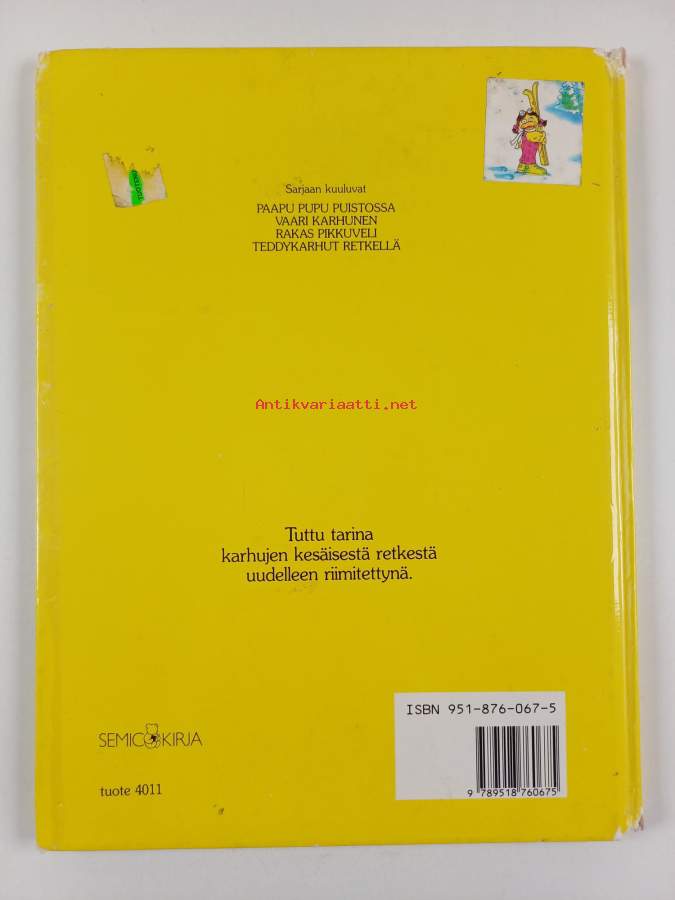 Sarjaan kuuluvat
PAAPU PUPU PUISTOSSA
VAARI KARHUNEN
RAKAS PIKKUVELI
TEDDYKARHUT RETKELLÄ
Antikvariaatti.net
Tuttu tarina
karhujen kesäisestä retkestä
uudelleen riimitettynä.
ISBN 951-876-067-5
SEMIC KIRJA
9 789518 760675
tuote 4011